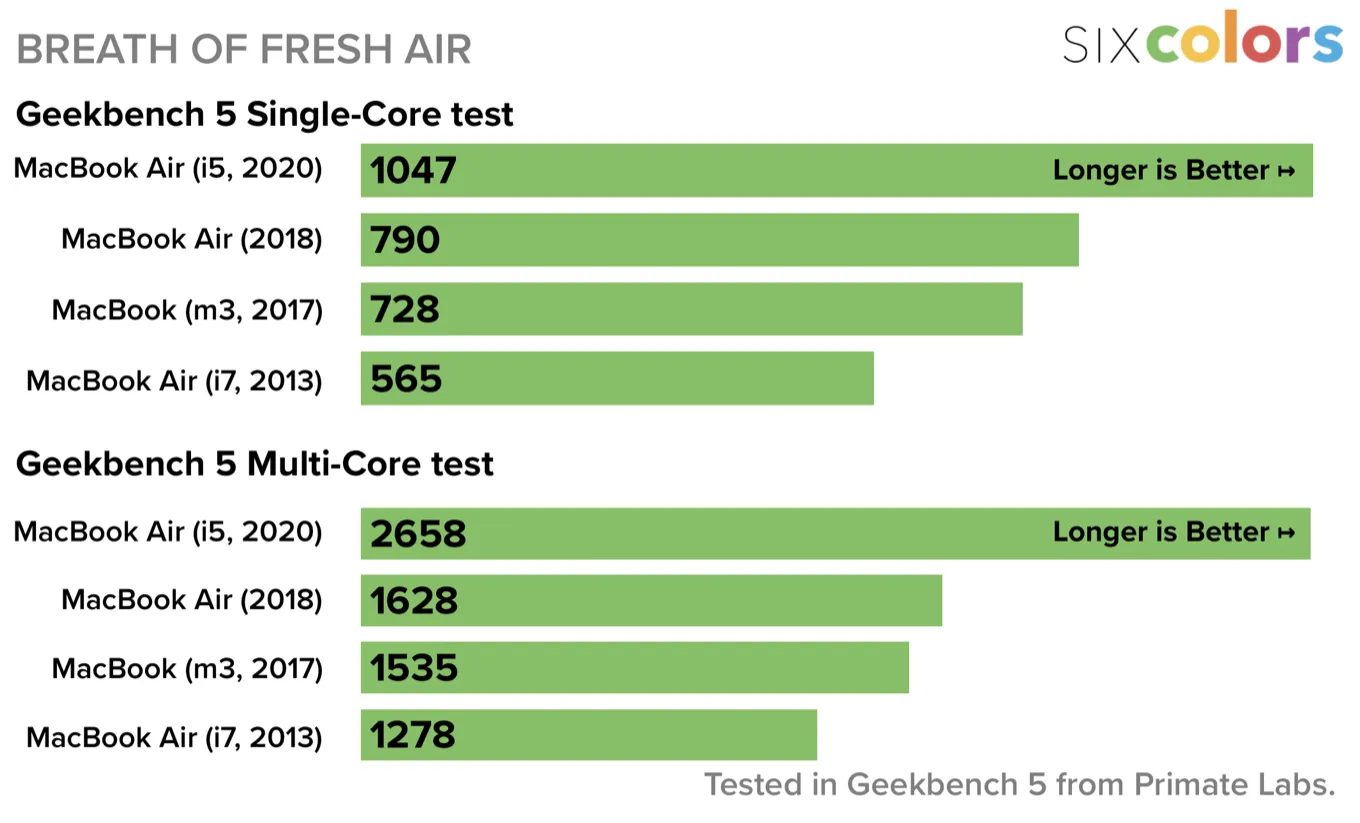 BREATH OF FRESH AIR
SIXcolors
Geekbench 5 Single-Core test
MacBook Air (i5, 2020) 1047 Longer is Better ↦
MacBook Air (2018) 790
MacBook (m3, 2017) 728
MacBook Air (i7, 2013) 565
Geekbench 5 Multi-Core test
MacBook Air (i5, 2020) 2658 Longer is Better ↦
MacBook Air (2018) 1628
MacBook (m3, 2017) 1535
MacBook Air (i7, 2013) 1278
Tested in Geekbench 5 from Primate Labs.